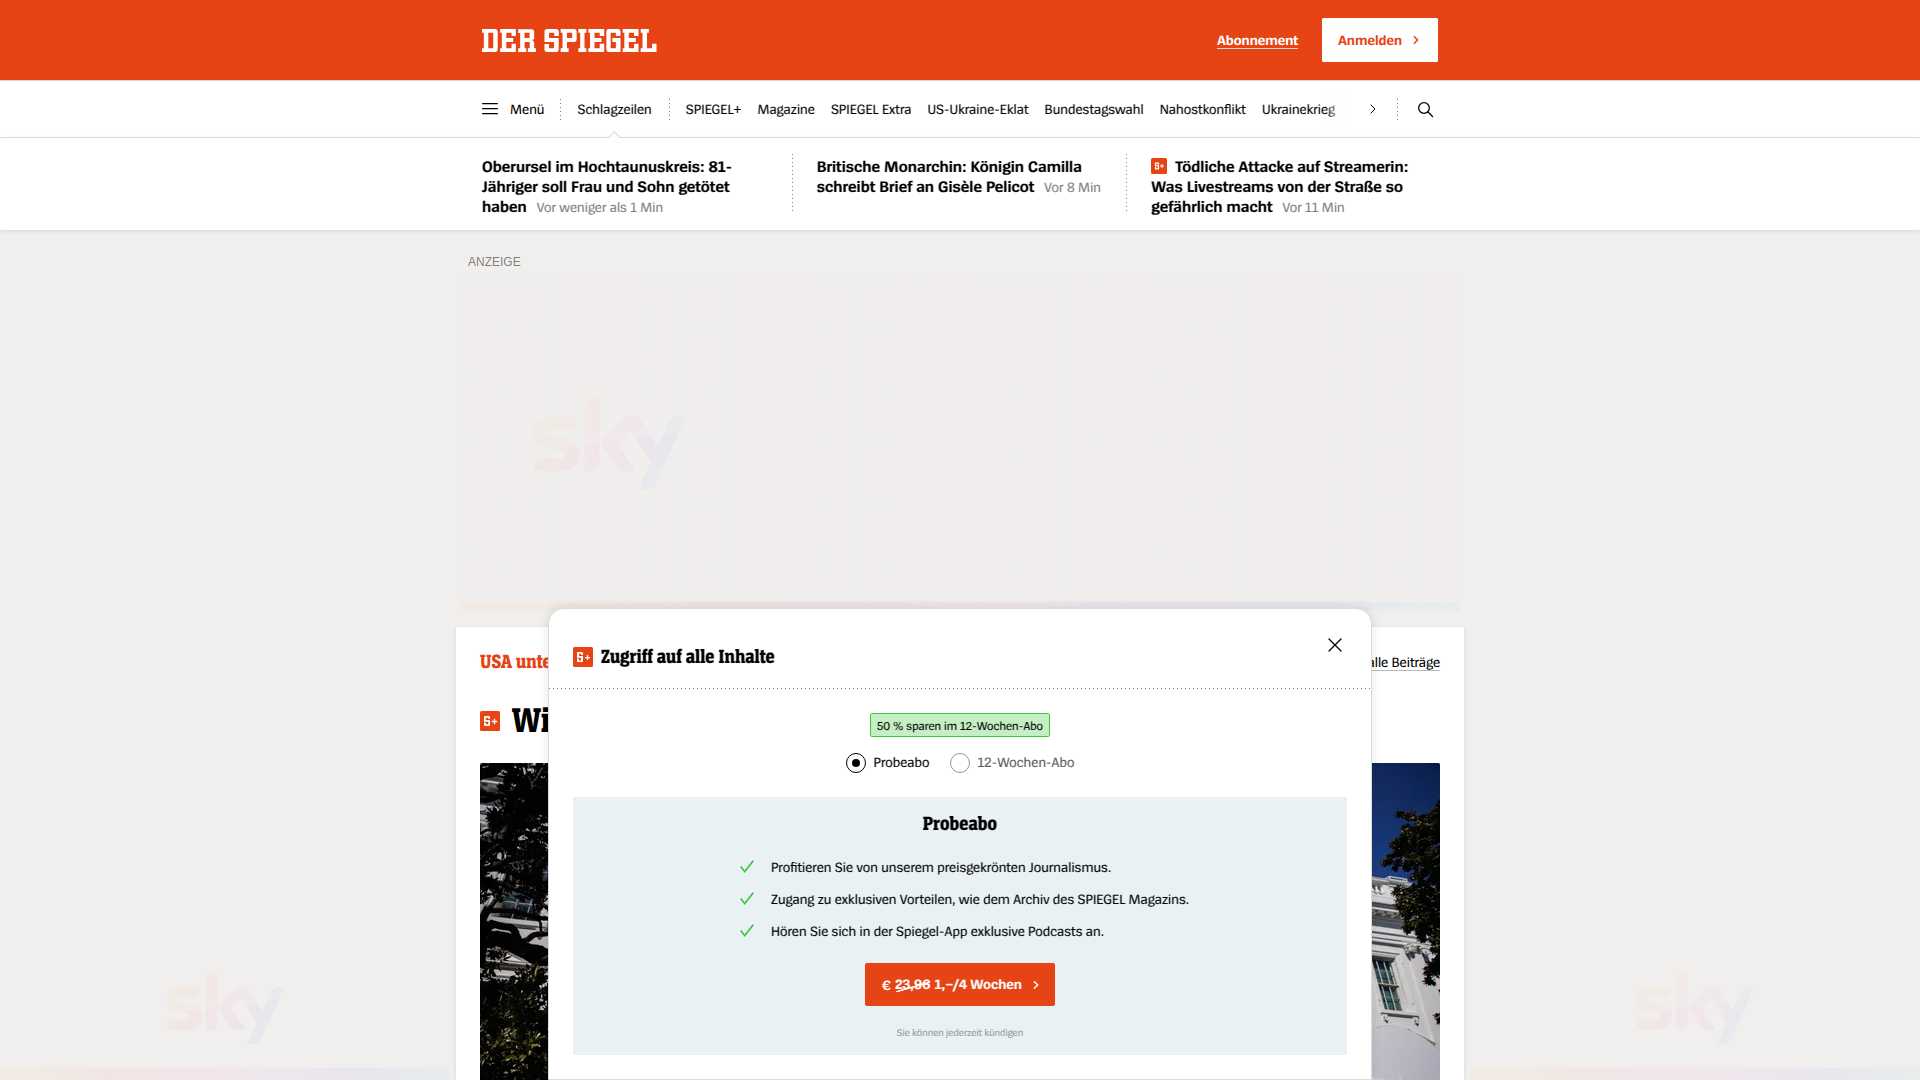 DER SPIEGEL
Abonnement
Anmelden
Menü
Schlagzeilen
SPIEGEL+
Magazine
SPIEGEL Extra
US-Ukraine-Eklat
Bundestagswahl
Nahostkonflikt
Ukrainekrieg
Oberursel im Hochtaunuskreis: 81-
Jähriger soll Frau und Sohn getötet
haben Vor weniger als 1 Min
Britische Monarchin: Königin Camilla
schreibt Brief an Gisèle Pelicot Vor 8 Min
S+ Tödliche Attacke auf Streamerin:
Was Livestreams von der Straße so
gefährlich macht Vor 11 Min
ANZEIGE
sky
USA unte
alle Beiträge
S+ Wi
S+ Zugriff auf alle Inhalte
50 % sparen im 12-Wochen-Abo
Probeabo
12-Wochen-Abo
Probeabo
Profitieren Sie von unserem preisgekrönten Journalismus.
Zugang zu exklusiven Vorteilen, wie dem Archiv des SPIEGEL Magazins.
Hören Sie sich in der Spiegel-App exklusive Podcasts an.
€ 23,96 1,–/4 Wochen
Sie können jederzeit kündigen
sky
sky